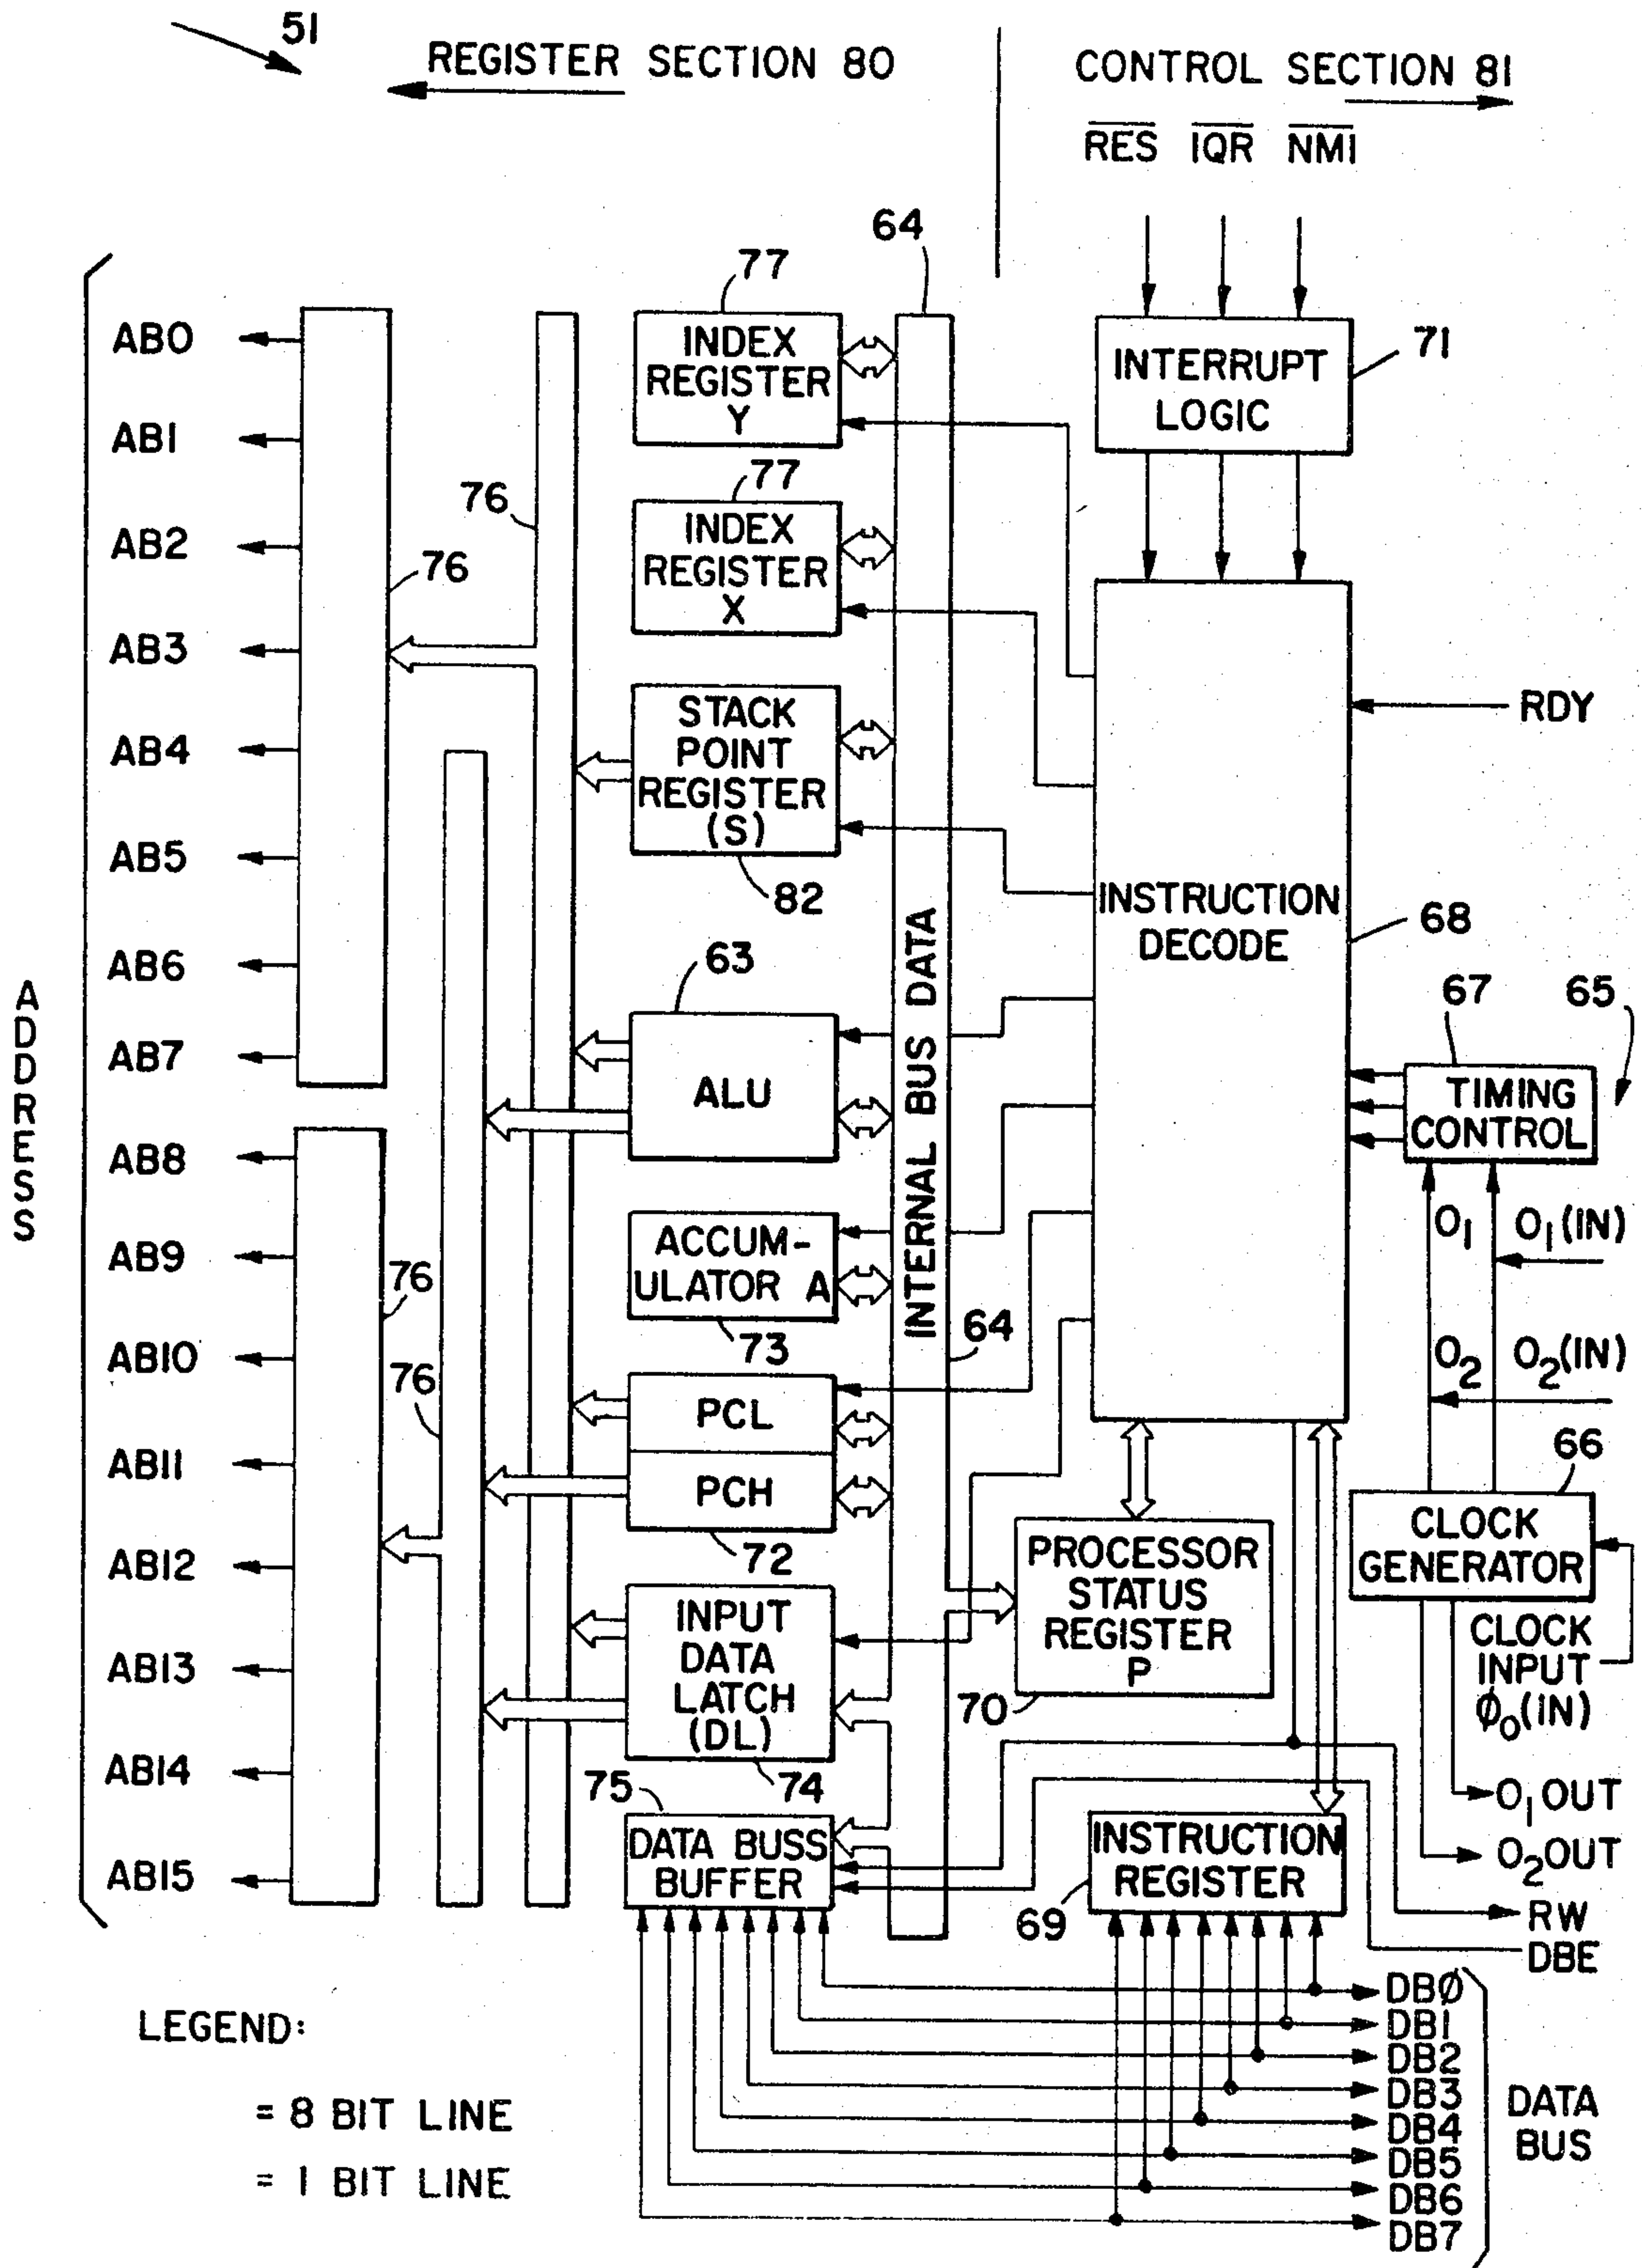 51
REGISTER SECTION 80
CONTROL SECTION 81
RES IQR NMI
64
77
INDEX
REGISTER
Y
71
INTERRUPT
LOGIC
77
INDEX
REGISTER
X
76
76
STACK
POINT
REGISTER
(S)
82
RDY
INSTRUCTION
DECODE
68
63
ALU
INTERNAL BUS DATA
67
65
TIMING
CONTROL
O1 O1(IN)
O2 O2(IN)
ACCUM-
ULATOR A
73
64
76
76
PCL
PCH
72
66
CLOCK
GENERATOR
CLOCK
INPUT
ϕ0(IN)
PROCESSOR
STATUS
REGISTER
P
70
INPUT
DATA
LATCH
(DL)
74
75
DATA BUSS
BUFFER
INSTRUCTION
REGISTER
69
O1 OUT
O2 OUT
RW
DBE
ADDRESS
AB0
AB1
AB2
AB3
AB4
AB5
AB6
AB7
AB8
AB9
AB10
AB11
AB12
AB13
AB14
AB15
DBØ
DB1
DB2
DB3
DB4
DB5
DB6
DB7
DATA
BUS
LEGEND:
= 8 BIT LINE
= 1 BIT LINE